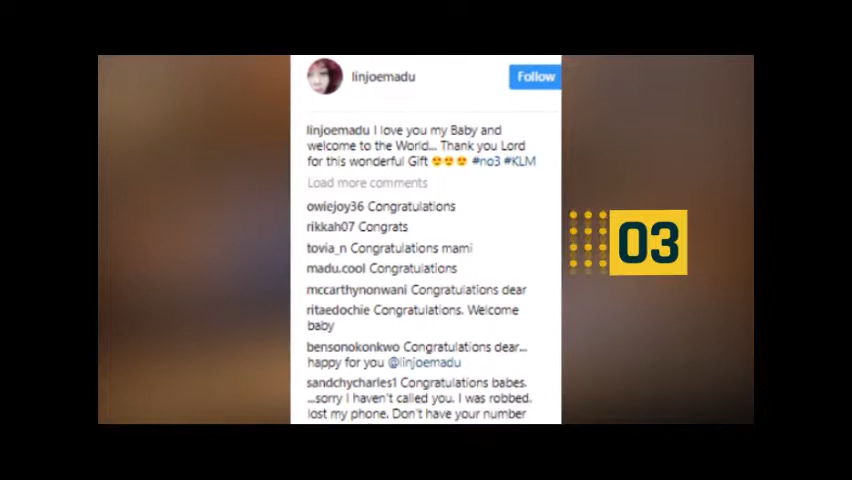 linjoemadu
Follow
linjoemadu I love you my Baby and
welcome to the World... Thank you Lord
for this wonderful Gift 😍😍😍 #no3 #KLM
Load more comments
owiejoy36 Congratulations
rikkah07 Congrats
tovia_n Congratulations mami
madu.cool Congratulations
mccarthynonwani Congratulations dear
ritaedochie Congratulations. Welcome
baby
bensonokonkwo Congratulations dear...
happy for you @linjoemadu
sandchycharles1 Congratulations babes.
...sorry I haven't called you. I was robbed.
lost my phone. Don't have your number
03